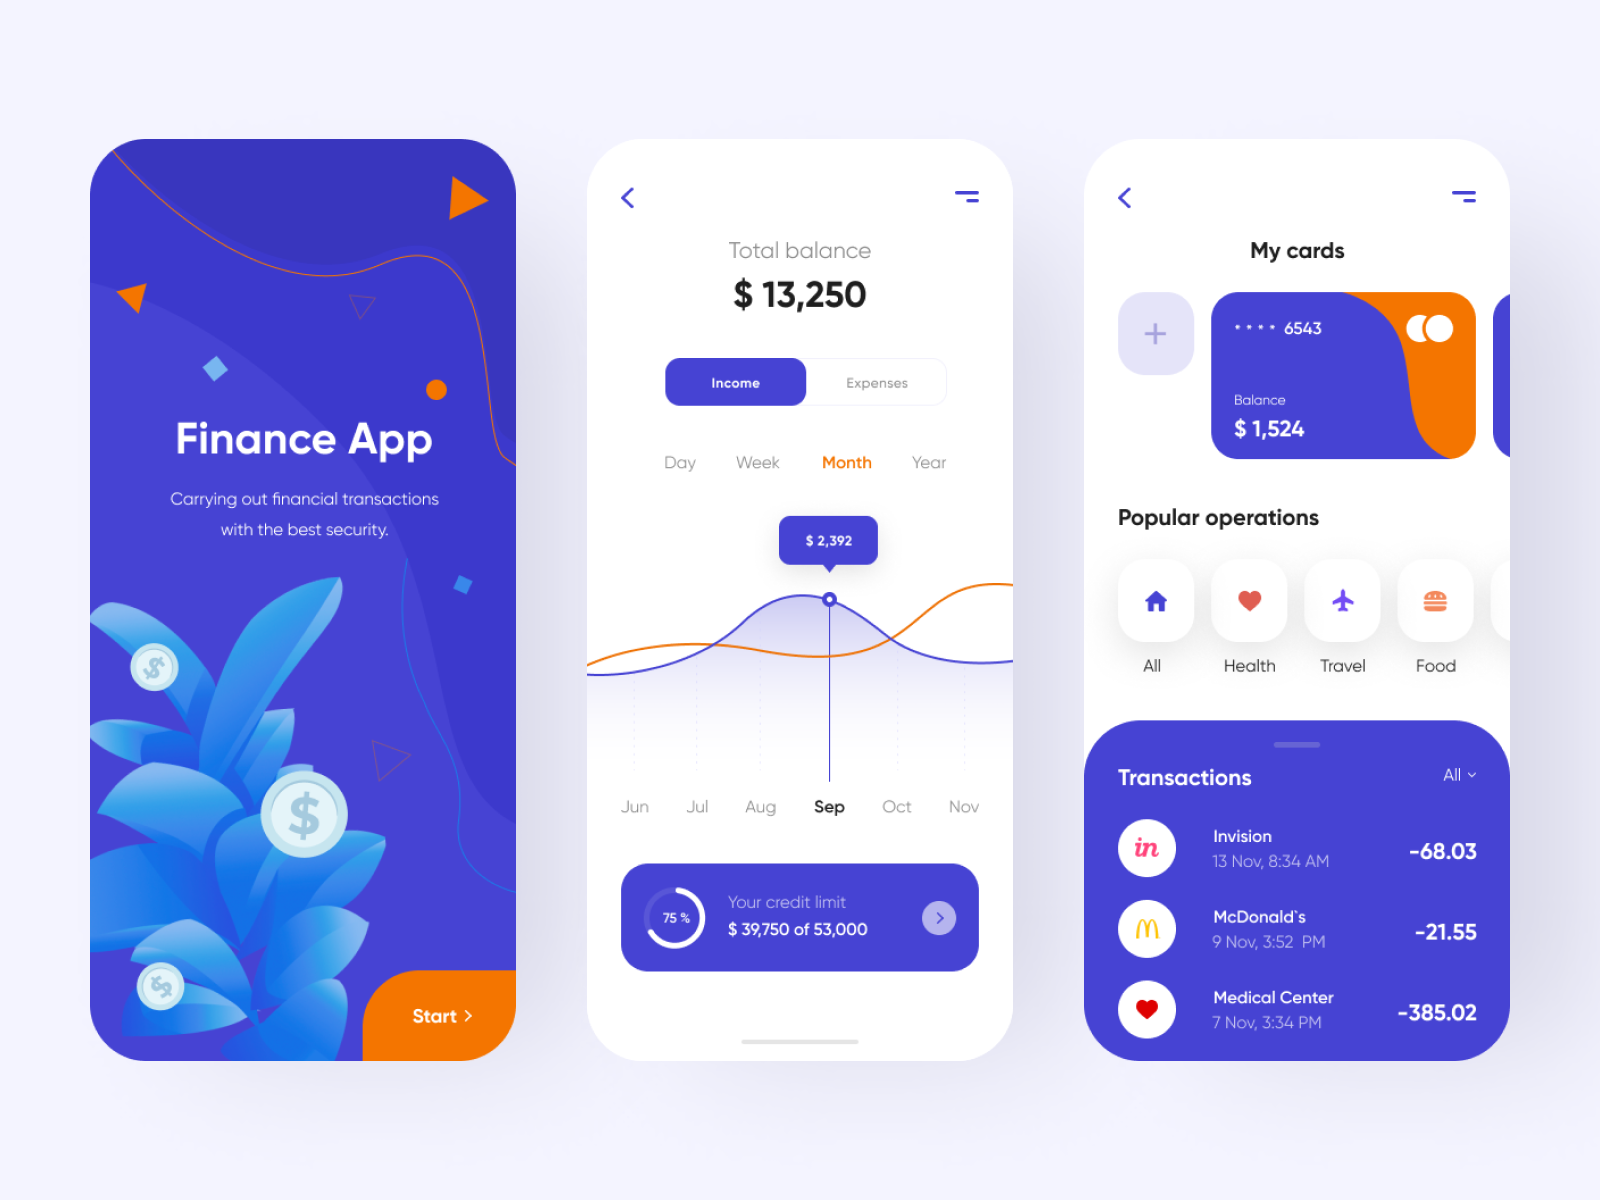 Finance App
Carrying out financial transactions
with the best security.
$
$
$
Start
Total balance
$ 13,250
Income Expenses
Day Week Month Year
$ 2,392
Jun Jul Aug Sep Oct Nov
75 %
Your credit limit
$ 39,750 of 53,000
My cards
+
* * * * 6543
Balance
$ 1,524
Popular operations
All Health Travel Food
Transactions All
in
Invision
13 Nov, 8:34 AM
-68.03
McDonald`s
9 Nov, 3:52 PM
-21.55
Medical Center
7 Nov, 3:34 PM
-385.02